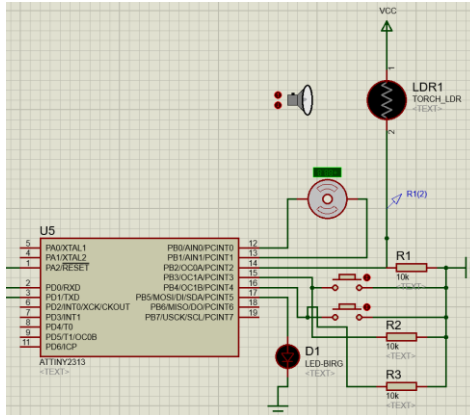 VCC
1
LDR1
TORCH_LDR
<TEXT>
2
R1(2)
U5
5 PA0/XTAL1 PB0/AIN0/PCINT0 12
4 PA1/XTAL2 PB1/AIN1/PCINT1 13
1 PA2/RESET PB2/OC0A/PCINT2 14
PB3/OC1A/PCINT3 15
2 PD0/RXD PB4/OC1B/PCINT4 16
3 PD1/TXD PB5/MOSI/DI/SDA/PCINT5 17
6 PD2/INT0/XCK/CKOUT PB6/MISO/DO/PCINT6 18
7 PD3/INT1 PB7/USCK/SCL/PCINT7 19
8 PD4/T0
9 PD5/T1/OC0B
11 PD6/ICP
ATTINY2313
<TEXT>
R1
10k
<TEXT>
R2
10k
<TEXT>
R3
10k
<TEXT>
D1
LED-BIRG
<TEXT>